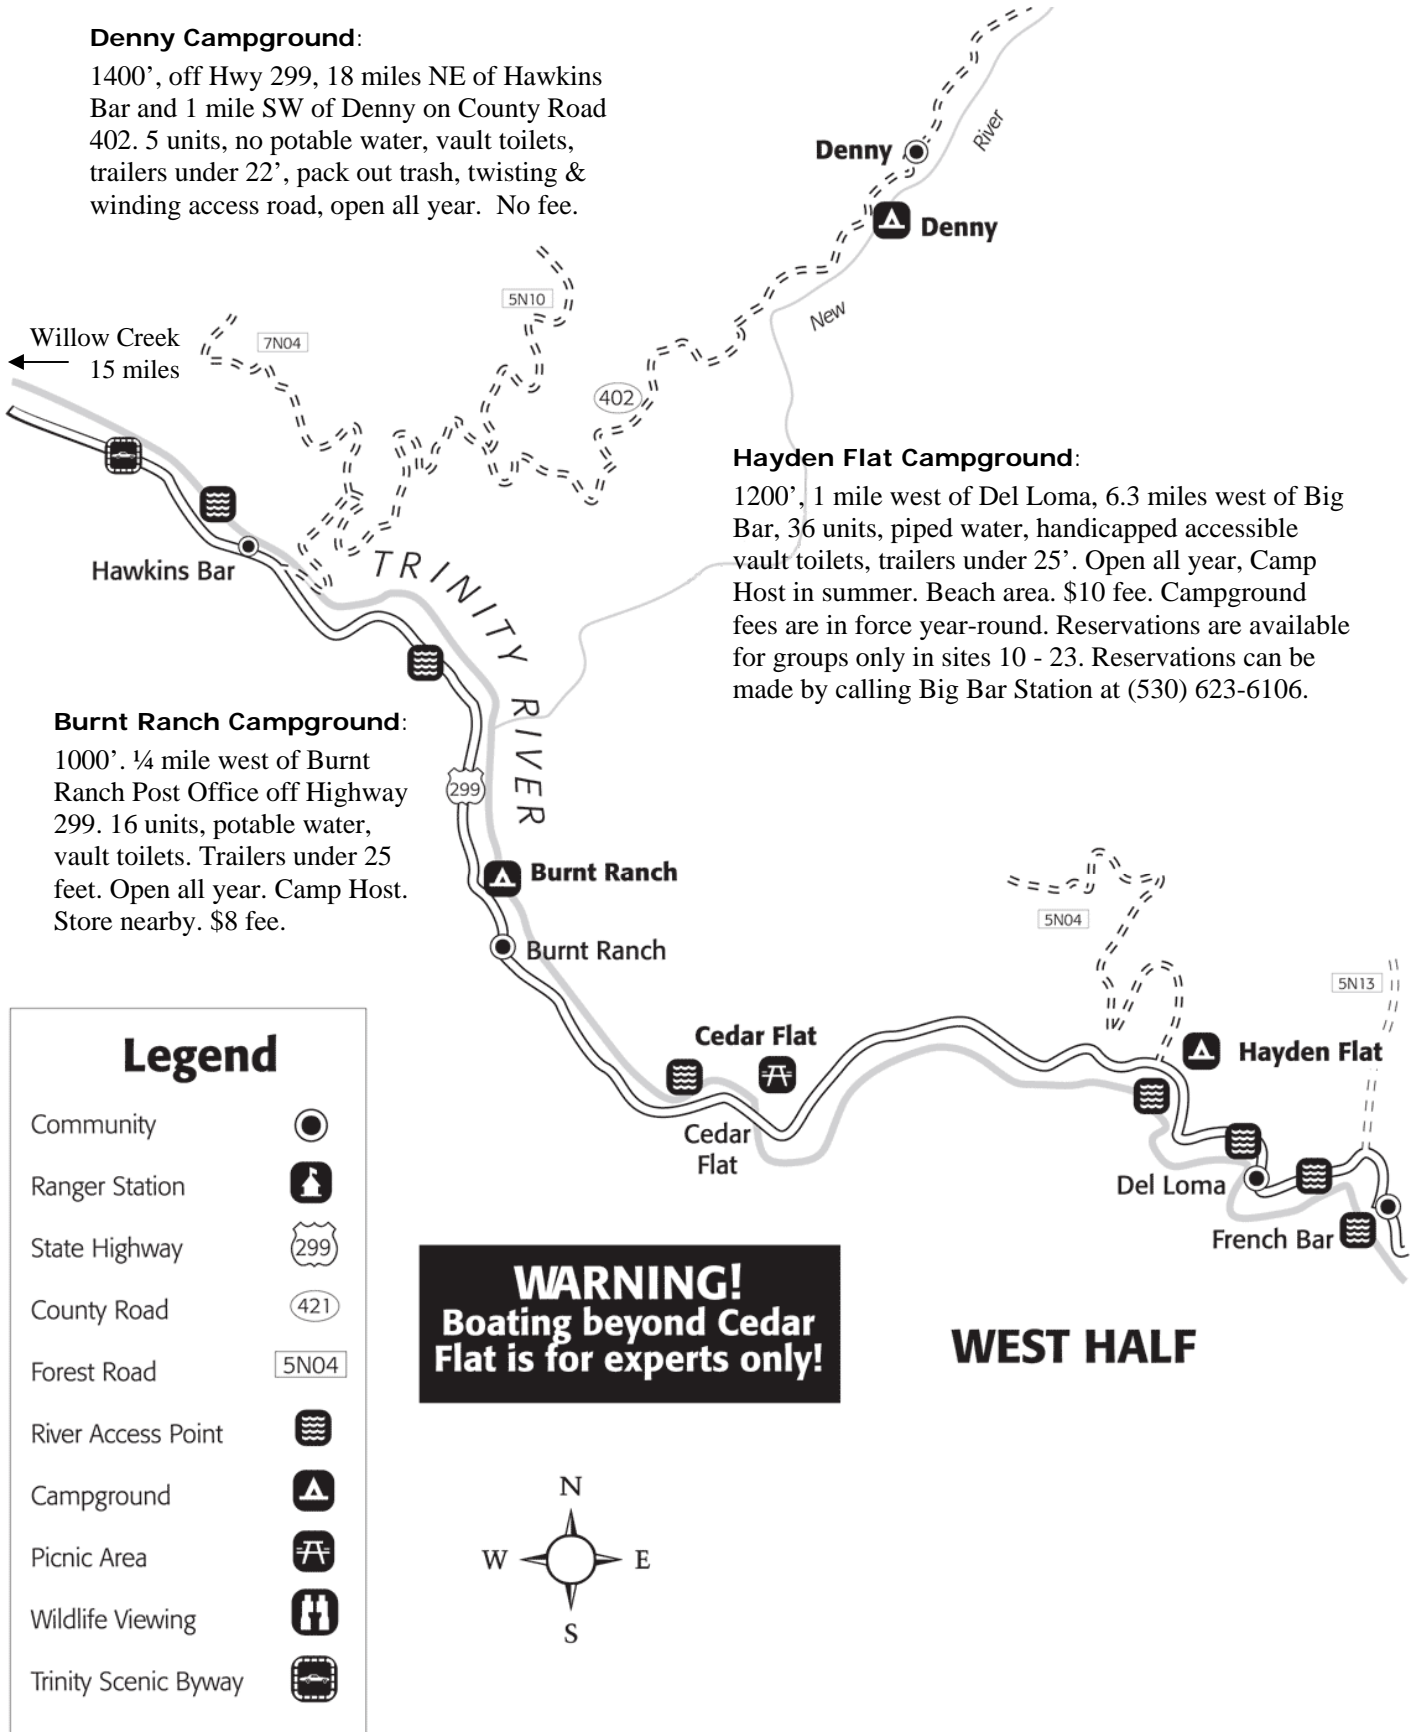 Denny Campground:
1400’, off Hwy 299, 18 miles NE of Hawkins
Bar and 1 mile SW of Denny on County Road
402. 5 units, no potable water, vault toilets,
trailers under 22’, pack out trash, twisting &
winding access road, open all year.  No fee.
Denny
River
Denny
New
5N10
Willow Creek
15 miles
7N04
402
Hawkins Bar
TRINITY RIVER
Hayden Flat Campground:
1200’, 1 mile west of Del Loma, 6.3 miles west of Big
Bar, 36 units, piped water, handicapped accessible
vault toilets, trailers under 25’. Open all year, Camp
Host in summer. Beach area. $10 fee. Campground
fees are in force year-round. Reservations are available
for groups only in sites 10 - 23. Reservations can be
made by calling Big Bar Station at (530) 623-6106.
Burnt Ranch Campground:
1000’. ¼ mile west of Burnt
Ranch Post Office off Highway
299. 16 units, potable water,
vault toilets. Trailers under 25
feet. Open all year. Camp Host.
Store nearby. $8 fee.
299
Burnt Ranch
Burnt Ranch
5N04
5N13
Cedar Flat
Hayden Flat
Cedar
Flat
Del Loma
French Bar
Legend
Community
Ranger Station
State Highway 299
County Road 421
Forest Road 5N04
River Access Point
Campground
Picnic Area
Wildlife Viewing
Trinity Scenic Byway
WARNING!
Boating beyond Cedar
Flat is for experts only!
WEST HALF
N
W E
S